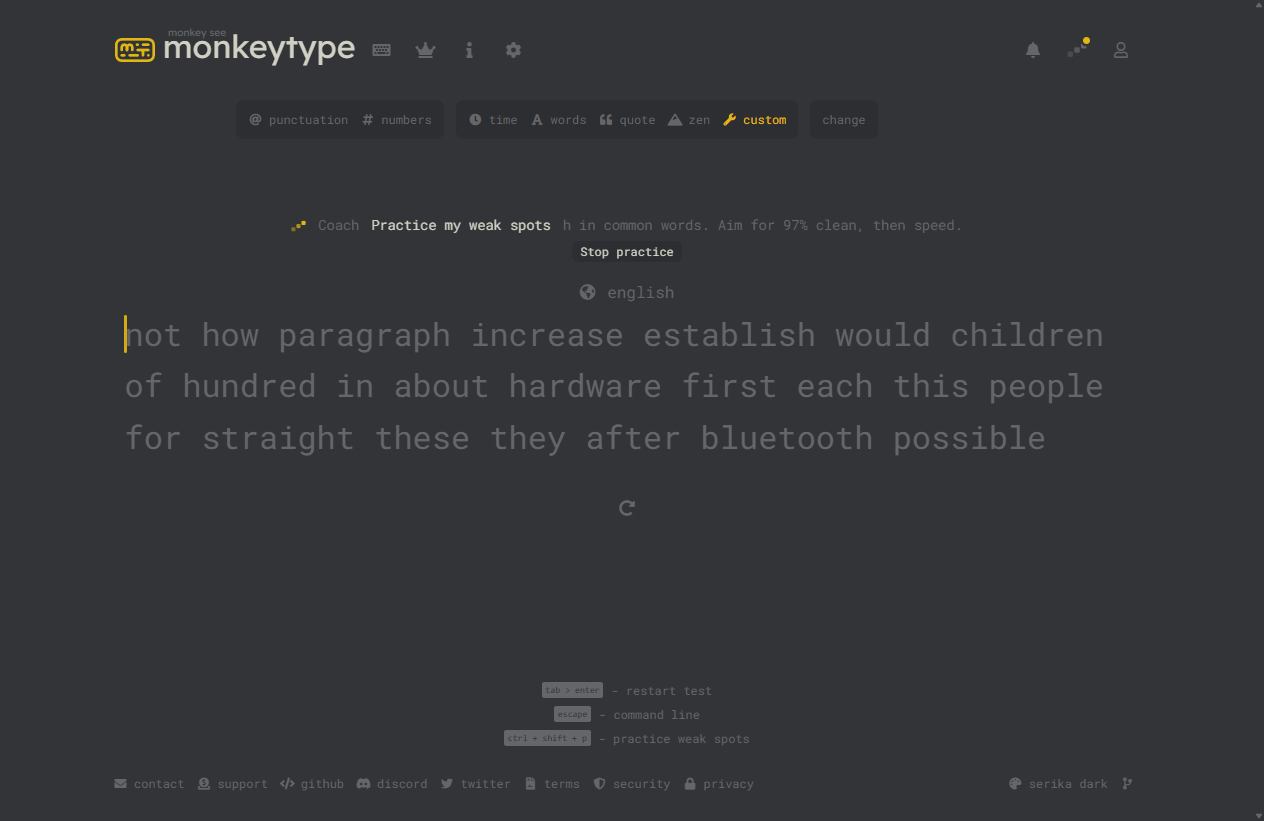 monkey see
monkeytype
punctuation numbers time words quote zen custom change
Coach Practice my weak spots h in common words. Aim for 97% clean, then speed.
Stop practice
english
not how paragraph increase establish would children
of hundred in about hardware first each this people
for straight these they after bluetooth possible
tab > enter - restart test
escape - command line
ctrl + shift + p - practice weak spots
contact support github discord twitter terms security privacy serika dark